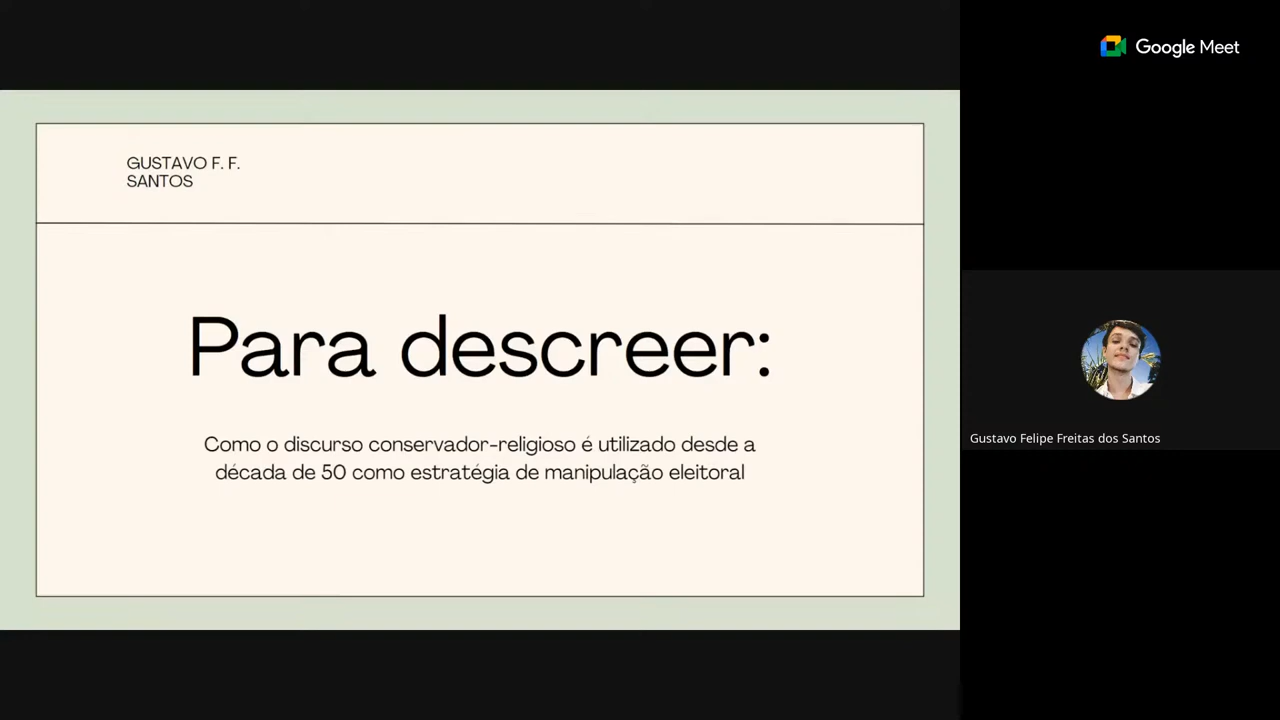 Google Meet
GUSTAVO F. F.
SANTOS
Para descreer:
Como o discurso conservador-religioso é utilizado desde a
década de 50 como estratégia de manipulação eleitoral
Gustavo Felipe Freitas dos Santos